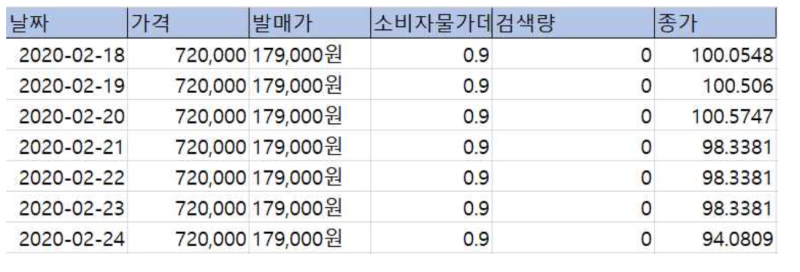 날짜 가격 발매가 소비자물가데 검색량 종가
2020-02-18 720,000 179,000원 0.9 0 100.0548
2020-02-19 720,000 179,000원 0.9 0 100.506
2020-02-20 720,000 179,000원 0.9 0 100.5747
2020-02-21 720,000 179,000원 0.9 0 98.3381
2020-02-22 720,000 179,000원 0.9 0 98.3381
2020-02-23 720,000 179,000원 0.9 0 98.3381
2020-02-24 720,000 179,000원 0.9 0 94.0809